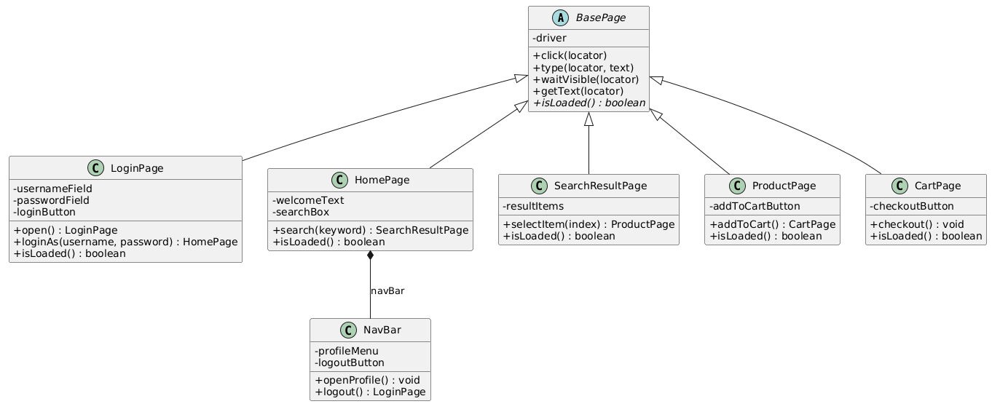 A BasePage
-driver
+click(locator)
+type(locator, text)
+waitVisible(locator)
+getText(locator)
+isLoaded() : boolean
C LoginPage
-usernameField
-passwordField
-loginButton
+open() : LoginPage
+loginAs(username, password) : HomePage
+isLoaded() : boolean
C HomePage
-welcomeText
-searchBox
+search(keyword) : SearchResultPage
+isLoaded() : boolean
C SearchResultPage
-resultItems
+selectItem(index) : ProductPage
+isLoaded() : boolean
C ProductPage
-addToCartButton
+addToCart() : CartPage
+isLoaded() : boolean
C CartPage
-checkoutButton
+checkout() : void
+isLoaded() : boolean
navBar
C NavBar
-profileMenu
-logoutButton
+openProfile() : void
+logout() : LoginPage